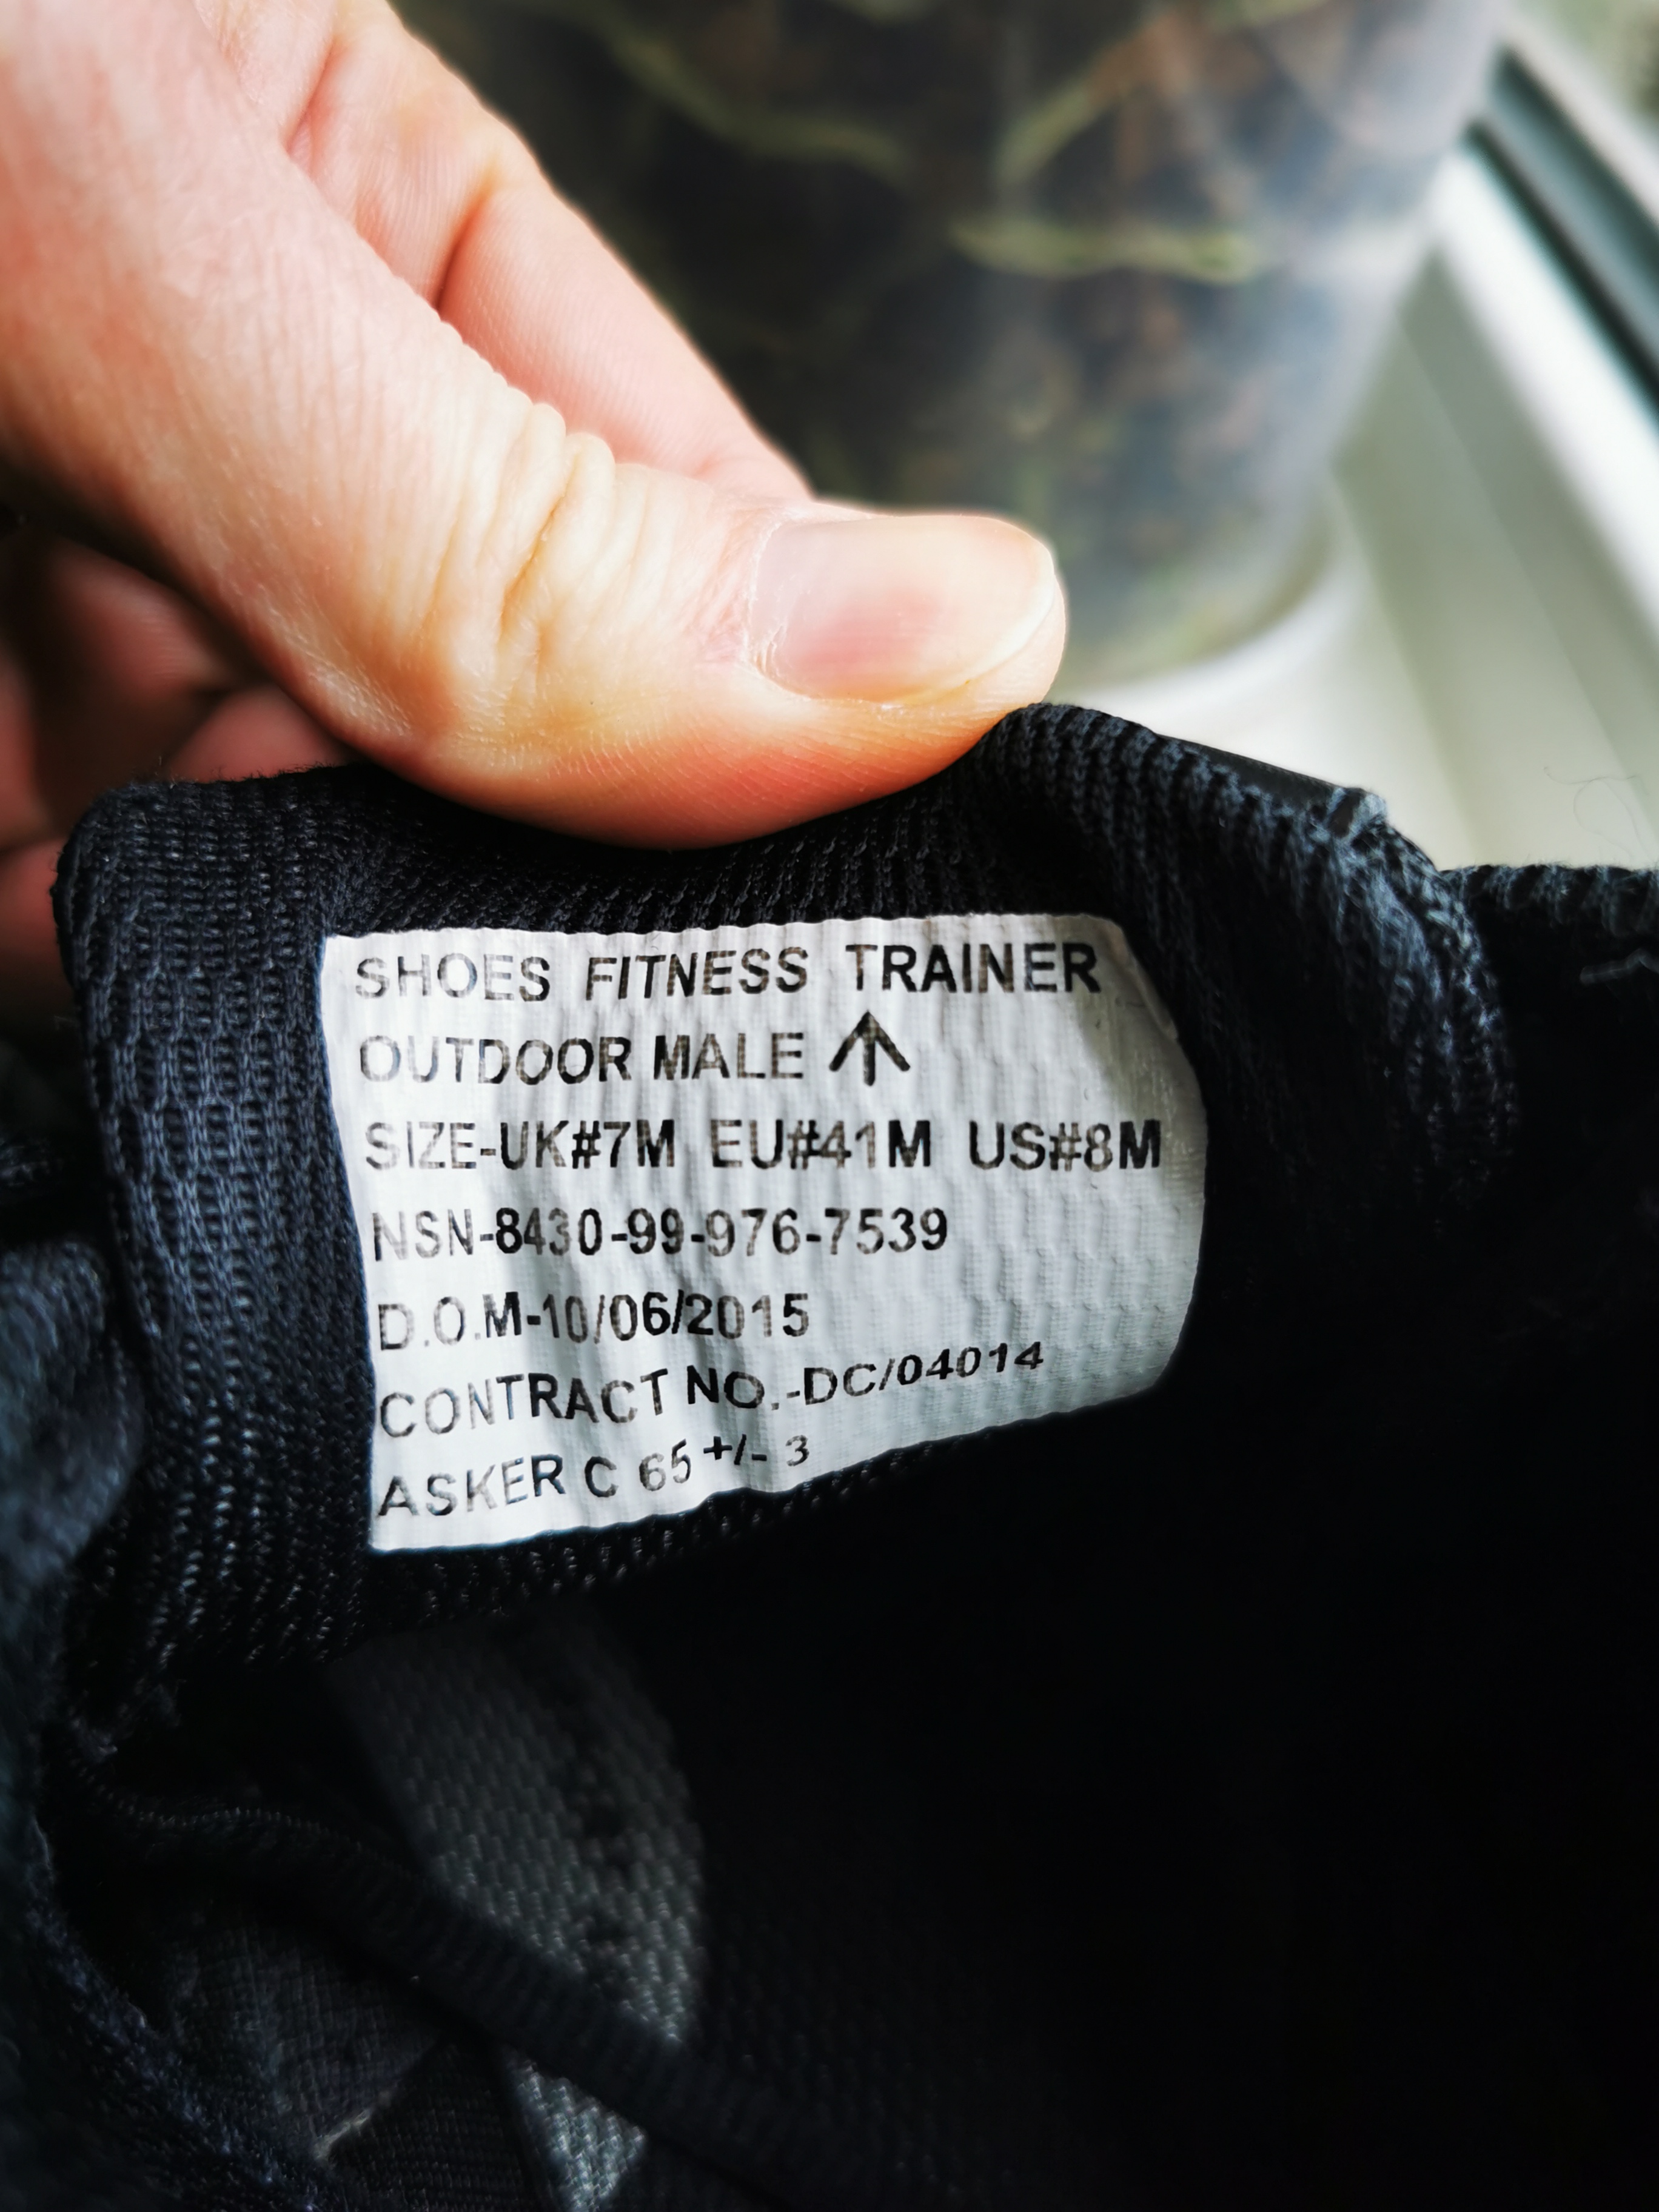 SHOES FITNESS TRAINER
OUTDOOR MALE ↑
SIZE-UK#7M EU#41M US#8M
NSN-8430-99-976-7539
D.O.M-10/06/2015
CONTRACT NO.-DC/04014
ASKER C 65 +/- 3